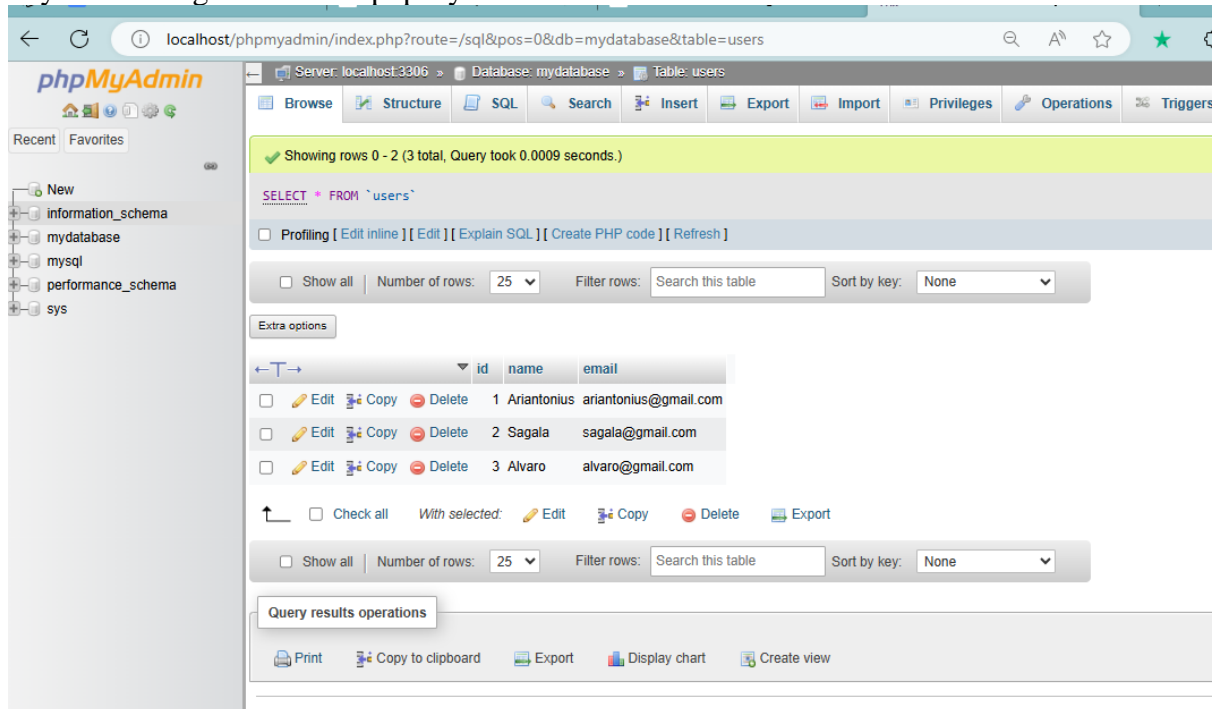 localhost/phpmyadmin/index.php?route=/sql&pos=0&db=mydatabase&table=users
phpMyAdmin
Recent Favorites
New
information_schema
mydatabase
mysql
performance_schema
sys
Server: localhost:3306 » Database: mydatabase » Table: users
Browse Structure SQL Search Insert Export Import Privileges Operations Triggers
Showing rows 0 - 2 (3 total, Query took 0.0009 seconds.)
SELECT * FROM `users`
Profiling [ Edit inline ] [ Edit ] [ Explain SQL ] [ Create PHP code ] [ Refresh ]
Show all | Number of rows: 25 Filter rows: Search this table Sort by key: None
Extra options
←T→ id name email
Edit Copy Delete 1 Ariantonius ariantonius@gmail.com
Edit Copy Delete 2 Sagala sagala@gmail.com
Edit Copy Delete 3 Alvaro alvaro@gmail.com
Check all With selected: Edit Copy Delete Export
Show all | Number of rows: 25 Filter rows: Search this table Sort by key: None
Query results operations
Print Copy to clipboard Export Display chart Create view